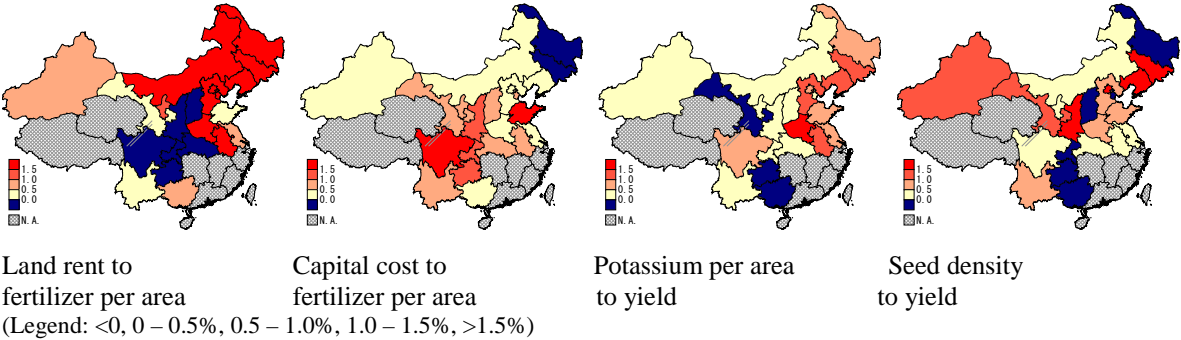 1.5
1.0
0.5
0.0
N.A.
1.5
1.0
0.5
0.0
N.A.
1.5
1.0
0.5
0.0
N.A.
1.5
1.0
0.5
0.0
N.A.
Land rent to
fertilizer per area
Capital cost to
fertilizer per area
Potassium per area
to yield
Seed density
to yield
(Legend: <0, 0 – 0.5%, 0.5 – 1.0%, 1.0 – 1.5%, >1.5%)